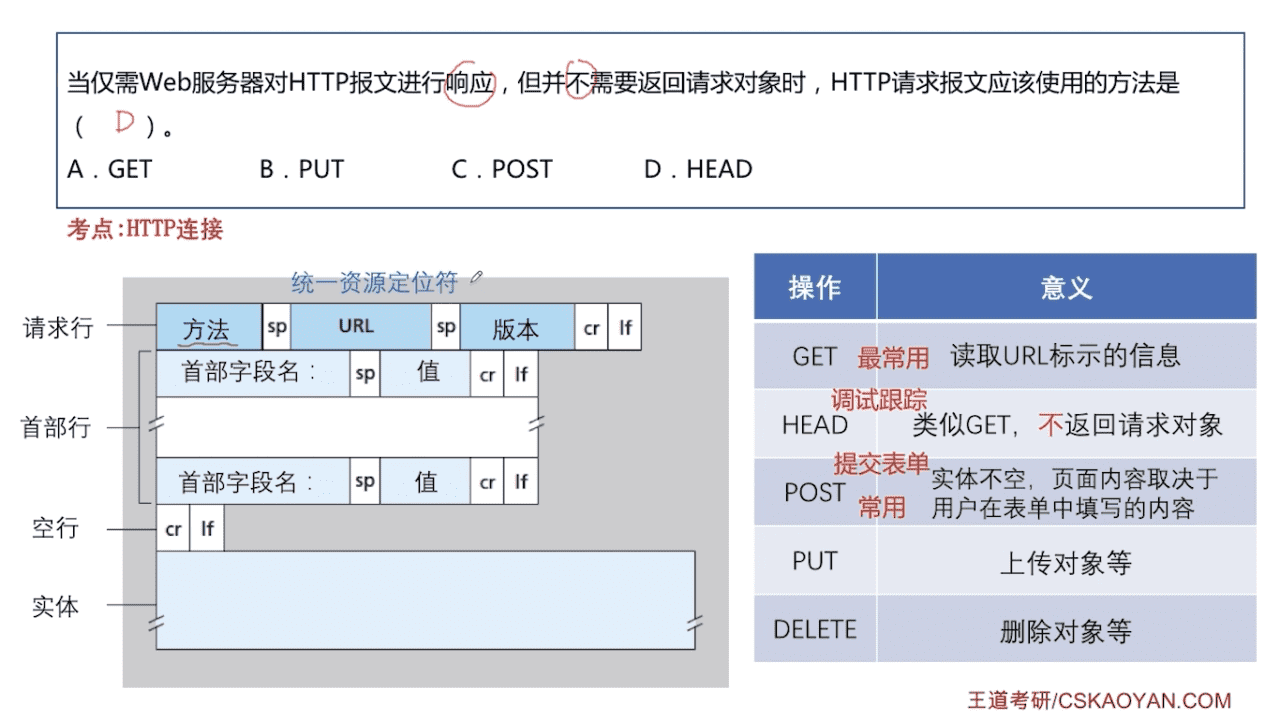 当仅需Web服务器对HTTP报文进行响应，但并不需要返回请求对象时，HTTP请求报文应该使用的方法是
（ D ）。
A．GET B．PUT C．POST D．HEAD
考点:HTTP连接
统一资源定位符
请求行 方法 sp URL sp 版本 cr lf
首部字段名： sp 值 cr lf
首部行
首部字段名： sp 值 cr lf
空行 cr lf
实体
操作 意义
GET 最常用 读取URL标示的信息
调试跟踪
HEAD 类似GET，不返回请求对象
提交表单
POST 常用 实体不空，页面内容取决于
用户在表单中填写的内容
PUT 上传对象等
DELETE 删除对象等
王道考研/CSKAOYAN.COM